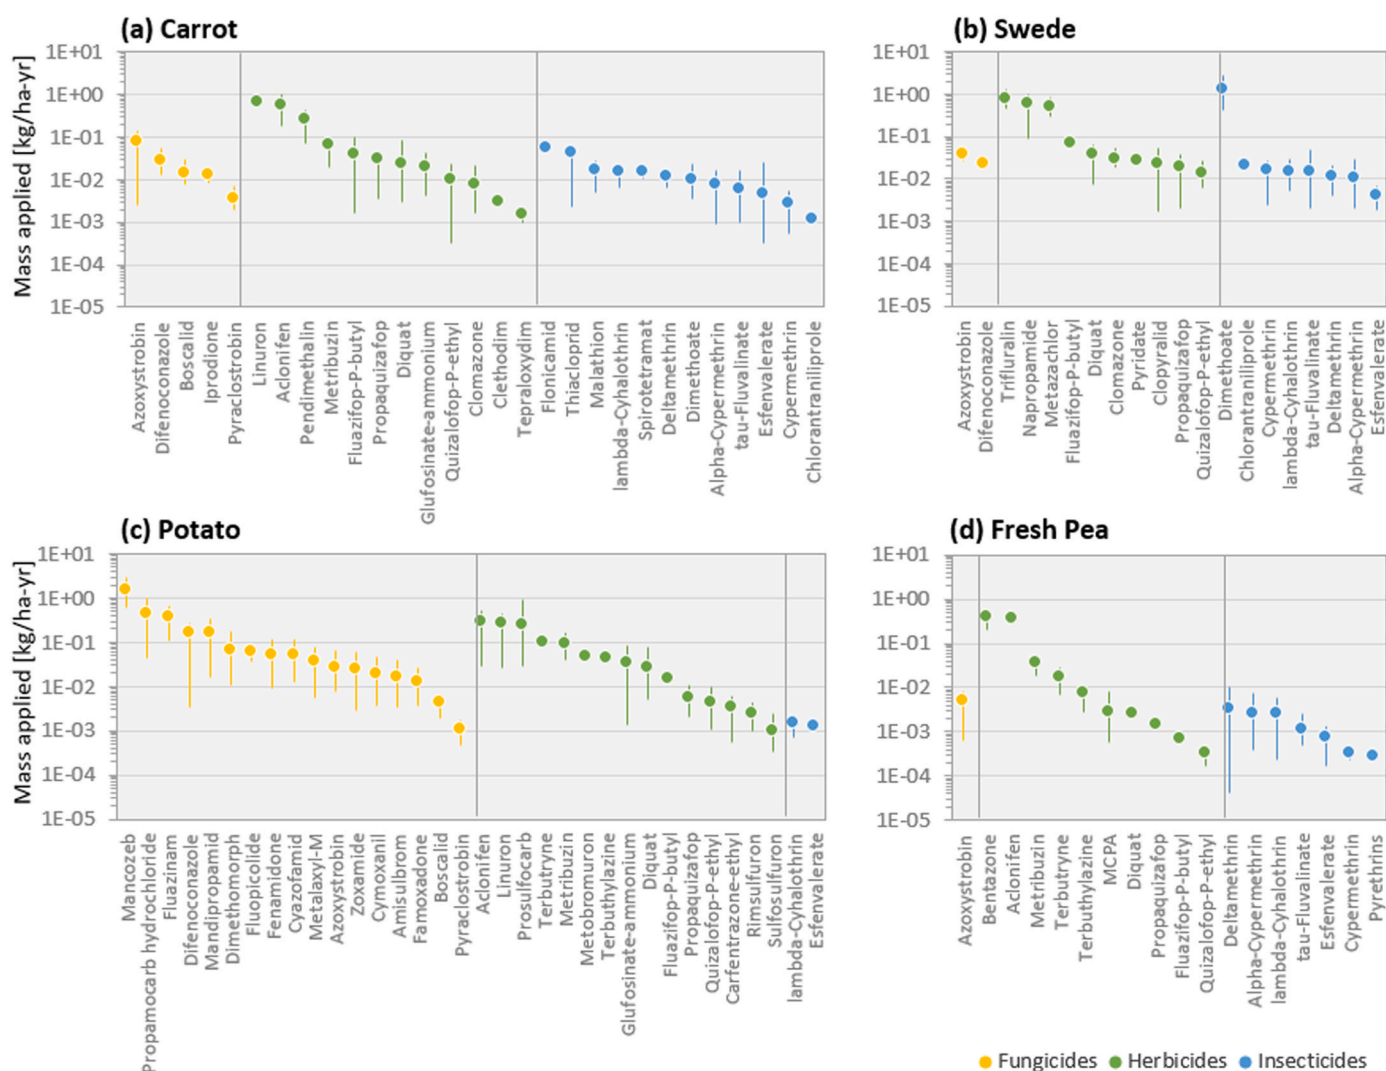 (a) Carrot
Mass applied [kg/ha-yr]
1E+01
1E+00
1E-01
1E-02
1E-03
1E-04
1E-05
Azoxystrobin
Difenoconazole
Boscalid
Iprodione
Pyraclostrobin
Linuron
Aclonifen
Pendimethalin
Metribuzin
Fluazifop-P-butyl
Propaquizafop
Diquat
Glufosinate-ammonium
Quizalofop-P-ethyl
Clomazone
Clethodim
Tepraloxydim
Flonicamid
Thiacloprid
Malathion
lambda-Cyhalothrin
Spirotetramat
Deltamethrin
Dimethoate
Alpha-Cypermethrin
tau-Fluvalinate
Esfenvalerate
Cypermethrin
Chlorantraniliprole
(b) Swede
1E+01
1E+00
1E-01
1E-02
1E-03
1E-04
1E-05
Azoxystrobin
Difenoconazole
Trifluralin
Napropamide
Metazachlor
Fluazifop-P-butyl
Diquat
Clomazone
Pyridate
Clopyralid
Propaquizafop
Quizalofop-P-ethyl
Dimethoate
Chlorantraniliprole
Cypermethrin
lambda-Cyhalothrin
tau-Fluvalinate
Deltamethrin
Alpha-Cypermethrin
Esfenvalerate
(c) Potato
Mass applied [kg/ha-yr]
1E+01
1E+00
1E-01
1E-02
1E-03
1E-04
1E-05
Mancozeb
Propamocarb hydrochloride
Fluazinam
Difenoconazole
Mandipropamid
Dimethomorph
Fluopicolide
Fenamidone
Cyazofamid
Metalaxyl-M
Azoxystrobin
Zoxamide
Cymoxanil
Amisulbrom
Famoxadone
Boscalid
Pyraclostrobin
Aclonifen
Linuron
Prosulfocarb
Terbutryne
Metribuzin
Metobromuron
Terbuthylazine
Glufosinate-ammonium
Diquat
Fluazifop-P-butyl
Propaquizafop
Quizalofop-P-ethyl
Carfentrazone-ethyl
Rimsulfuron
Sulfosulfuron
lambda-Cyhalothrin
Esfenvalerate
(d) Fresh Pea
1E+01
1E+00
1E-01
1E-02
1E-03
1E-04
1E-05
Azoxystrobin
Bentazone
Aclonifen
Metribuzin
Terbutryne
Terbuthylazine
MCPA
Diquat
Propaquizafop
Fluazifop-P-butyl
Quizalofop-P-ethyl
Deltamethrin
Alpha-Cypermethrin
lambda-Cyhalothrin
tau-Fluvalinate
Esfenvalerate
Cypermethrin
Pyrethrins
Fungicides Herbicides Insecticides